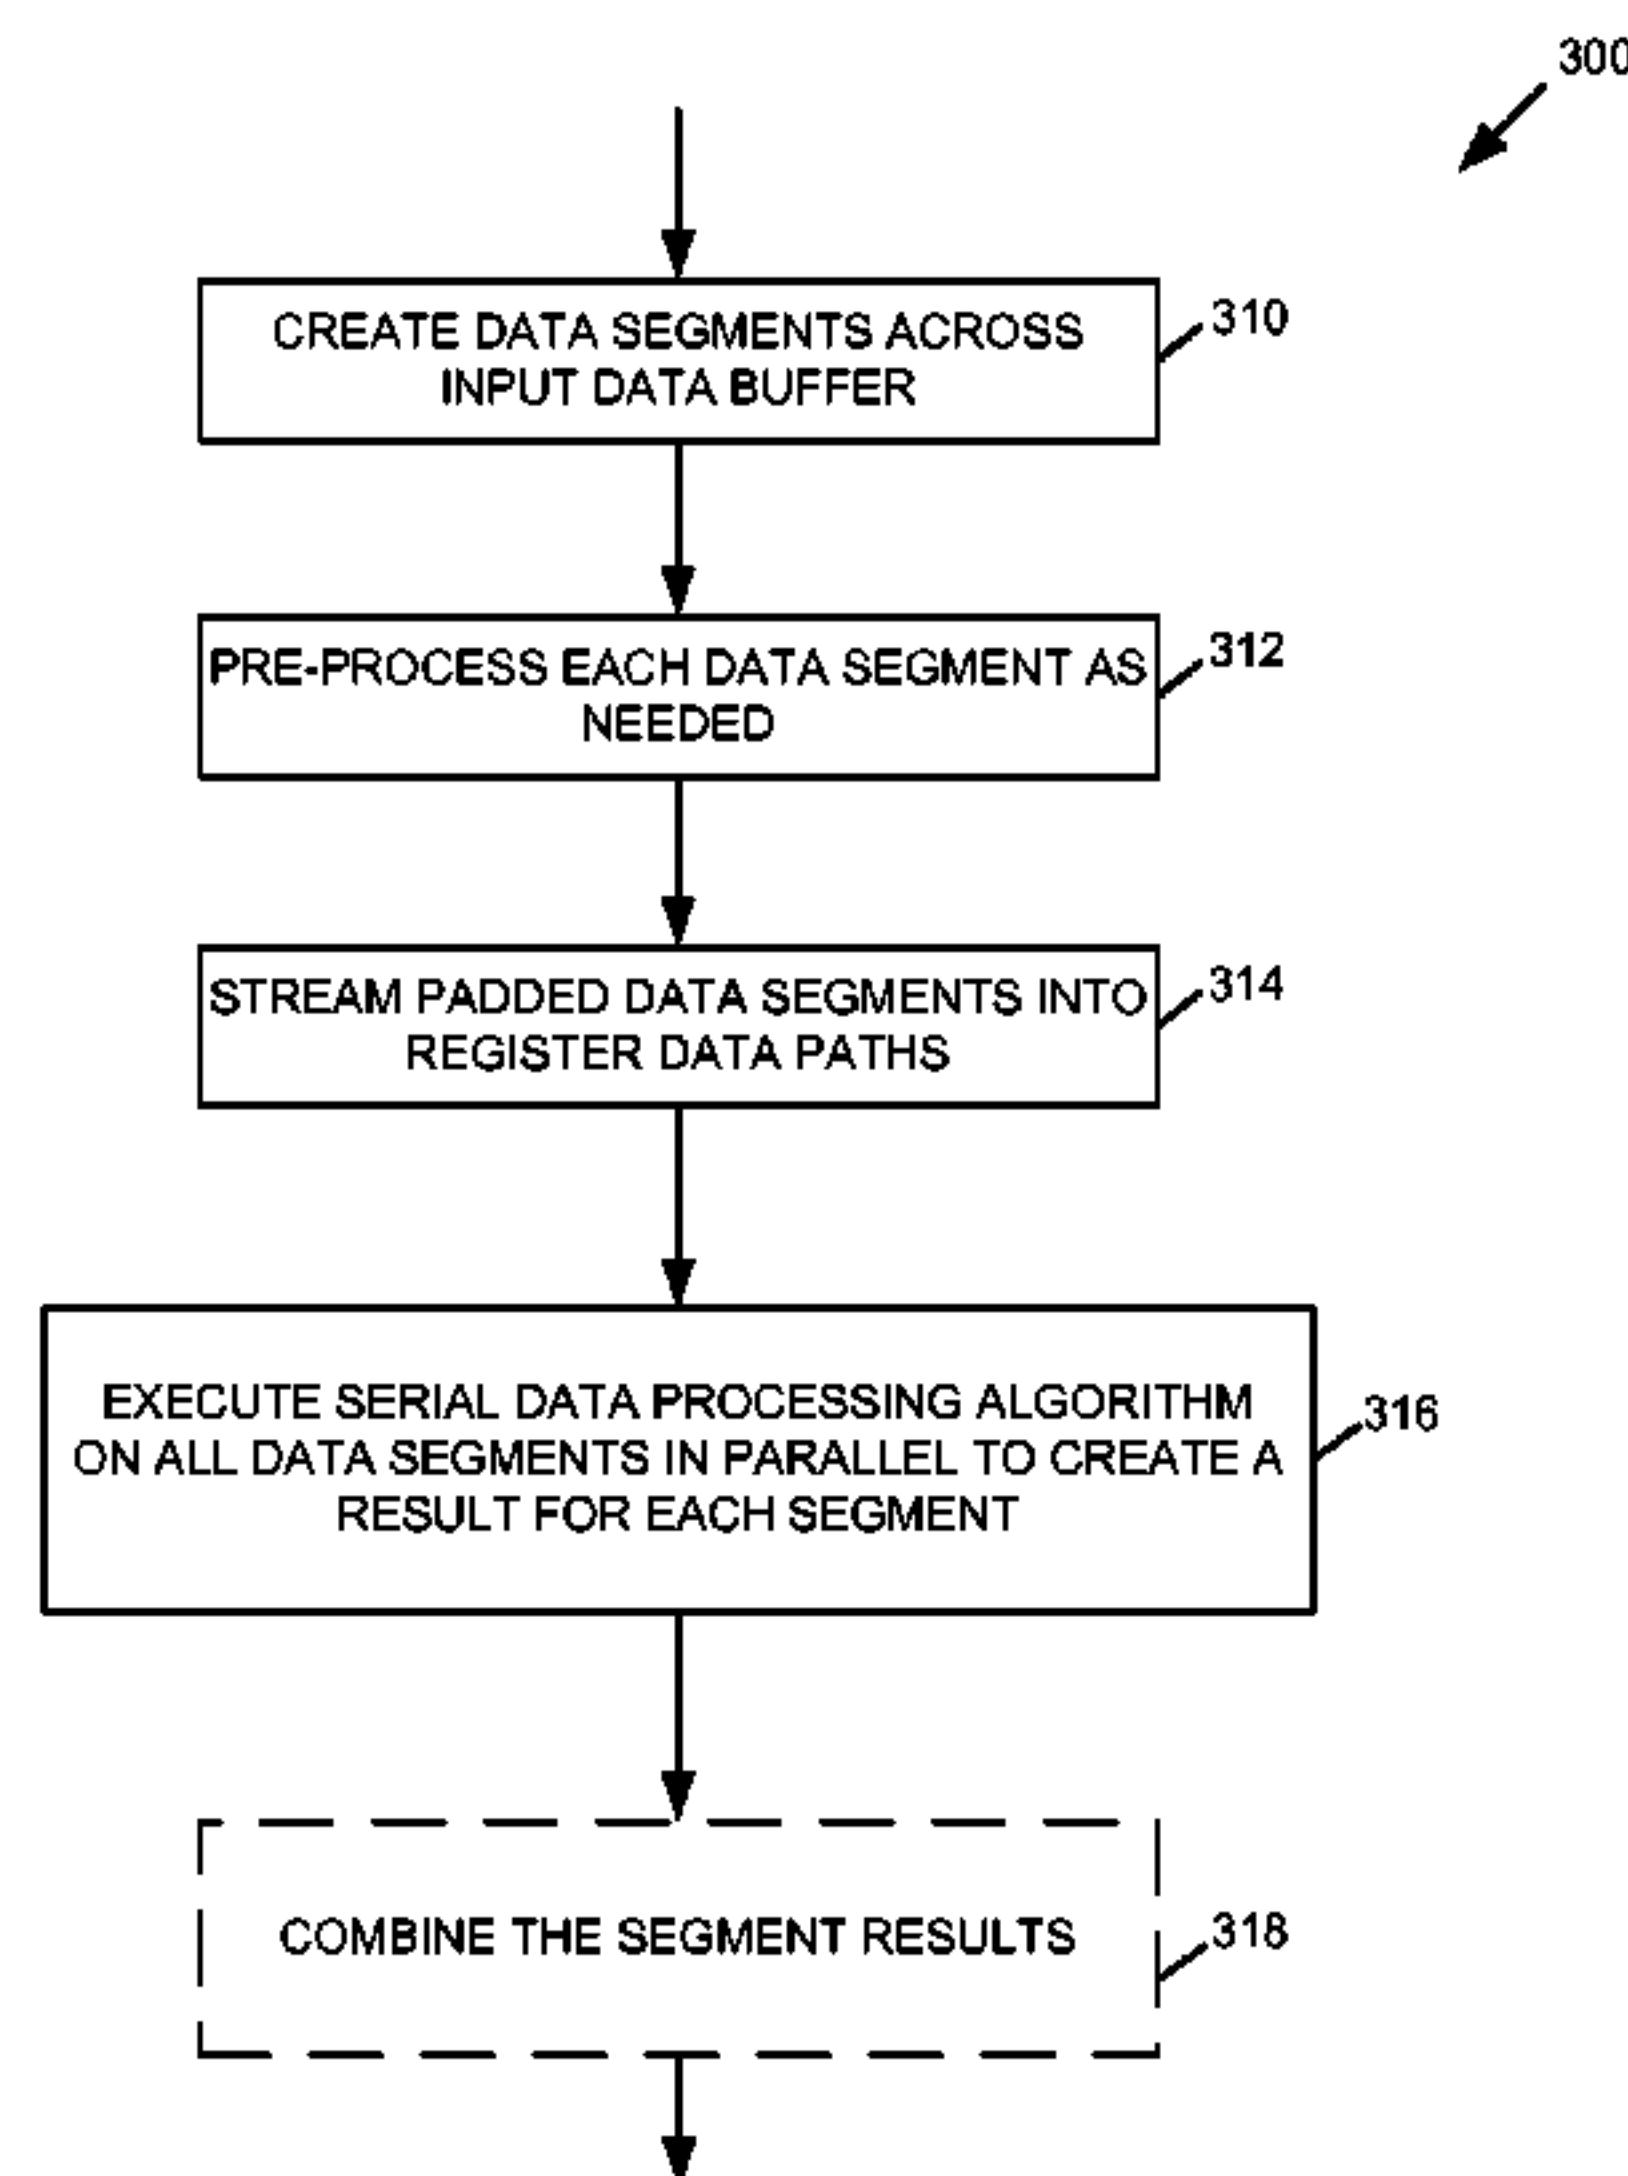 300
CREATE DATA SEGMENTS ACROSS
INPUT DATA BUFFER
310
PRE-PROCESS EACH DATA SEGMENT AS
NEEDED
312
STREAM PADDED DATA SEGMENTS INTO
REGISTER DATA PATHS
314
EXECUTE SERIAL DATA PROCESSING ALGORITHM
ON ALL DATA SEGMENTS IN PARALLEL TO CREATE A
RESULT FOR EACH SEGMENT
316
COMBINE THE SEGMENT RESULTS
318